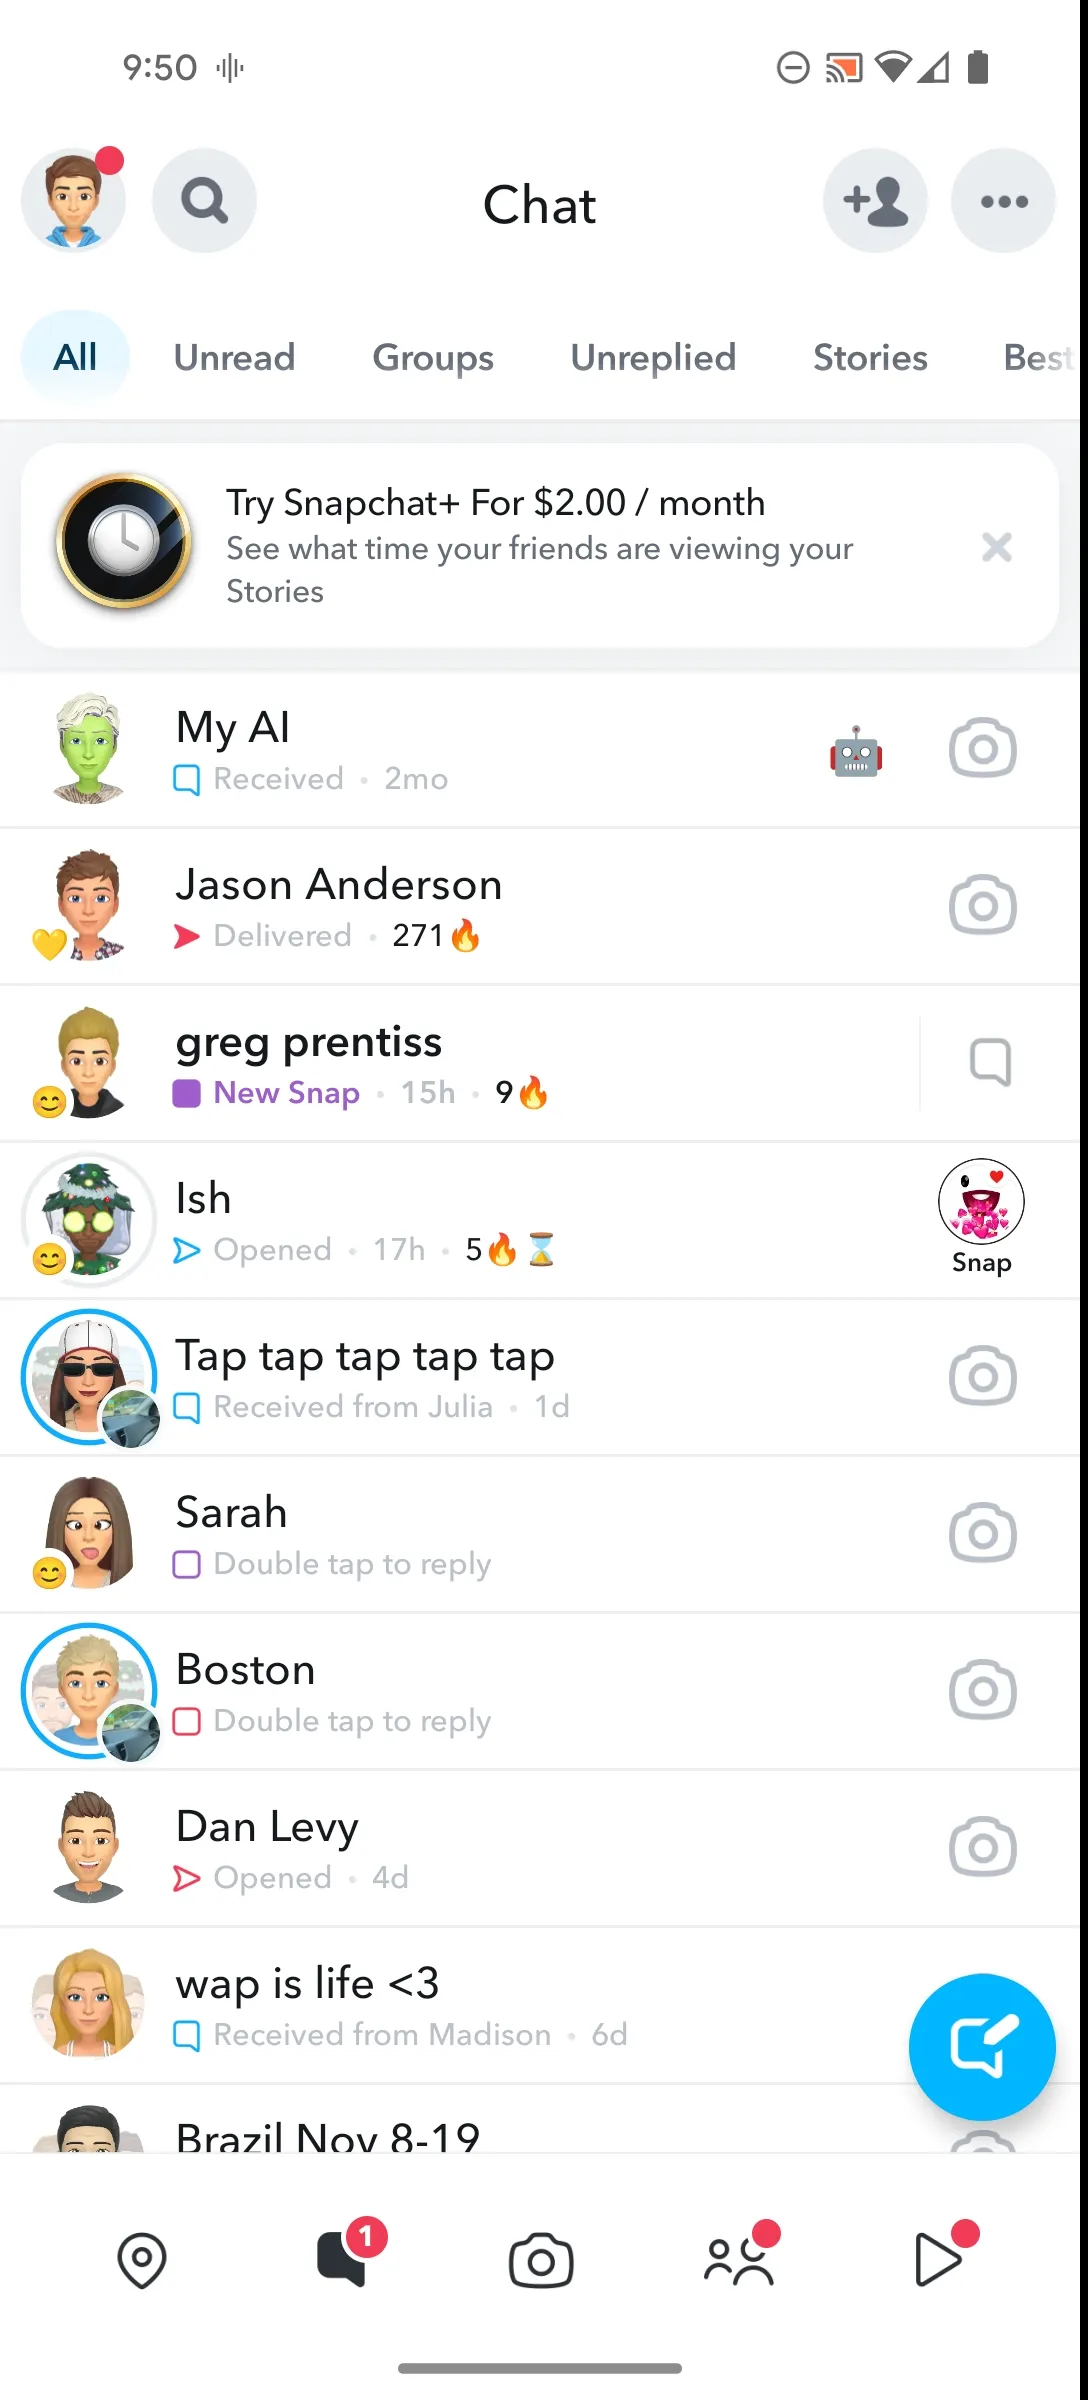 9:50
Chat
All Unread Groups Unreplied Stories Best
Try Snapchat+ For $2.00 / month
See what time your friends are viewing your
Stories
My AI
Received • 2mo
Jason Anderson
Delivered • 271🔥
greg prentiss
New Snap • 15h • 9🔥
Ish
Opened • 17h • 5🔥⌛
Snap
Tap tap tap tap tap
Received from Julia • 1d
Sarah
Double tap to reply
Boston
Double tap to reply
Dan Levy
Opened • 4d
wap is life <3
Received from Madison • 6d
Brazil Nov 8-19
1